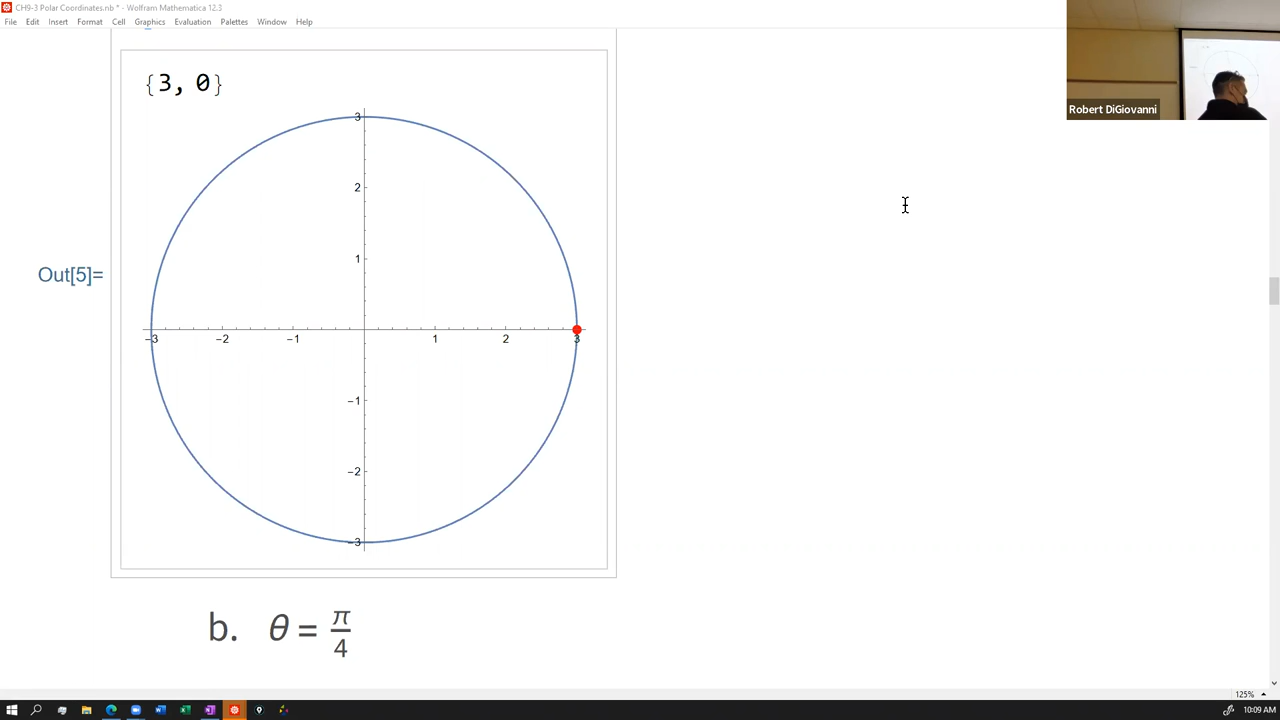 CH9-3 Polar Coordinates.nb * - Wolfram Mathematica 12.3
File Edit Insert Format Cell Graphics Evaluation Palettes Window Help
Robert DiGiovanni
{3, 0}
3
2
1
Out[5]=
-3 -2 -1 1 2 3
-1
-2
-3
b. θ = π/4
125%
10:09 AM